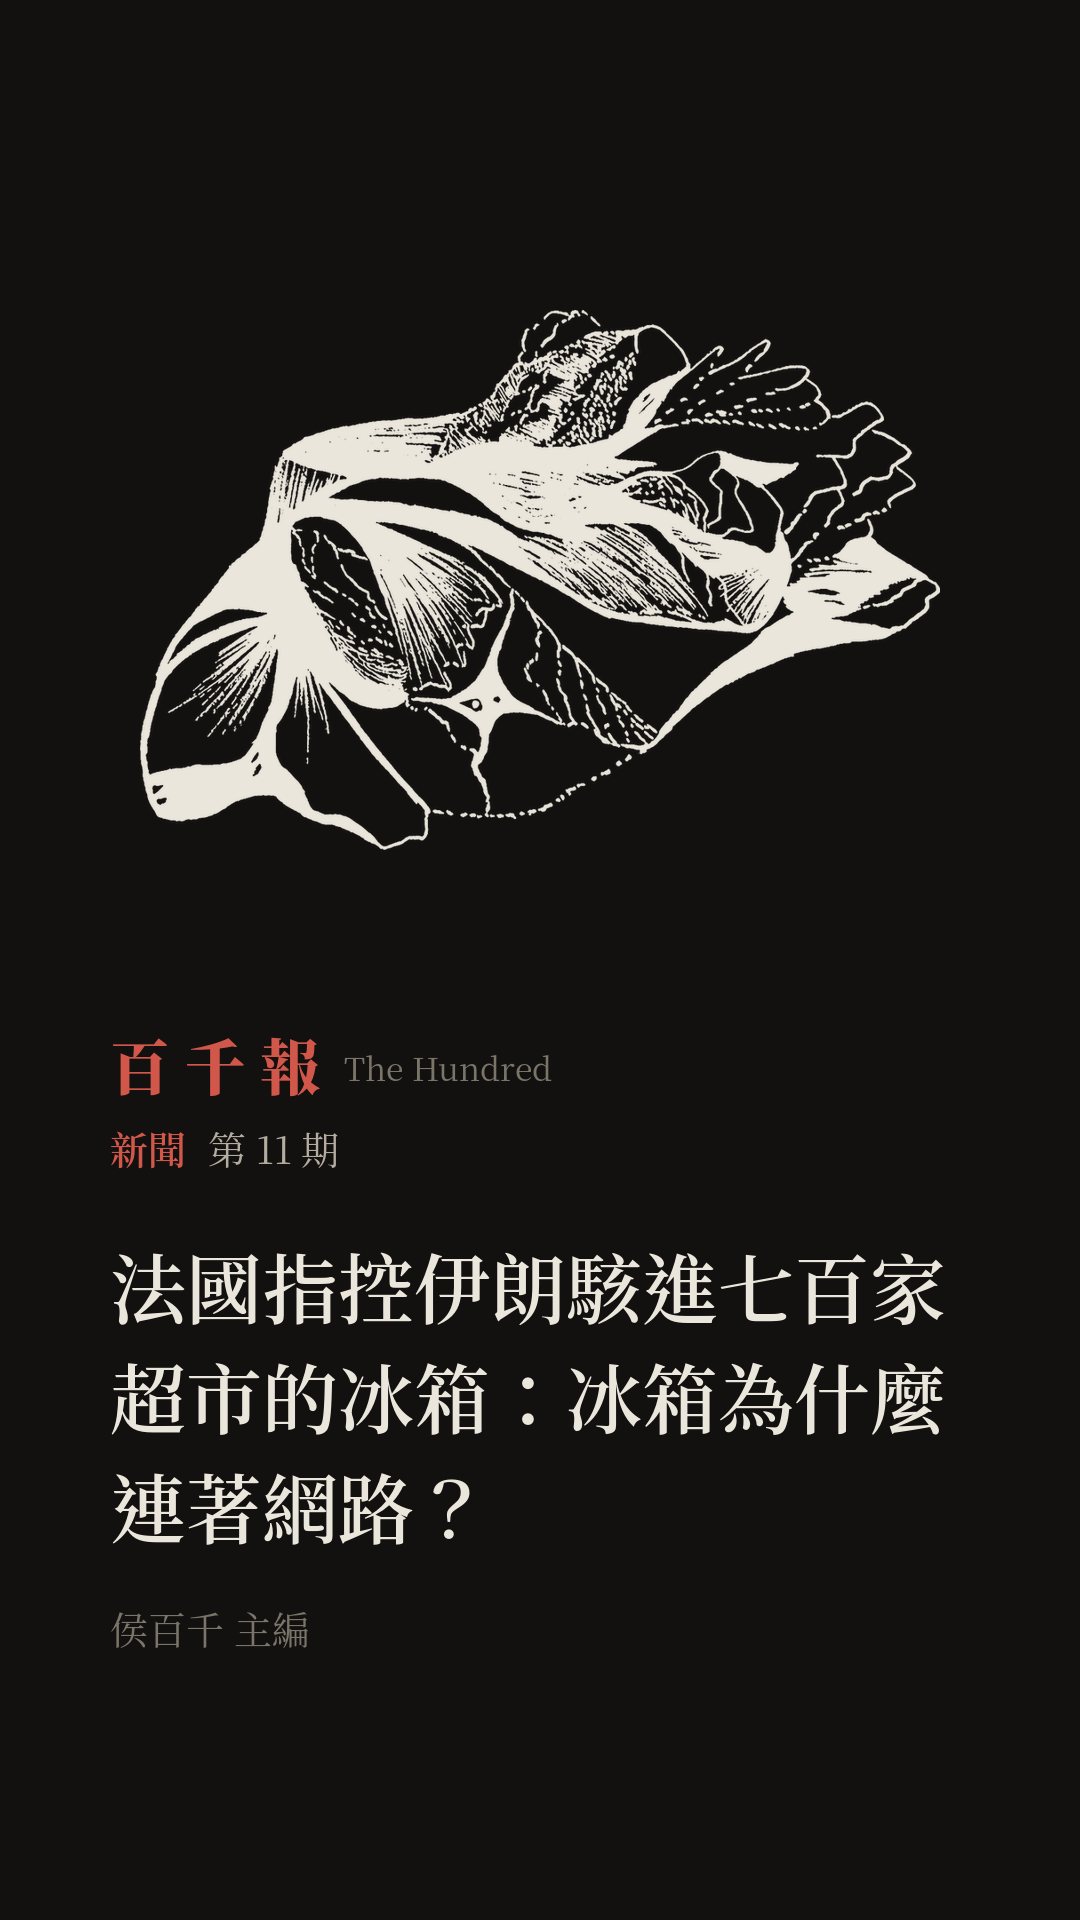 百千報 The Hundred
新聞 第 11 期
法國指控伊朗駭進七百家
超市的冰箱：冰箱為什麼
連著網路？
侯百千 主編